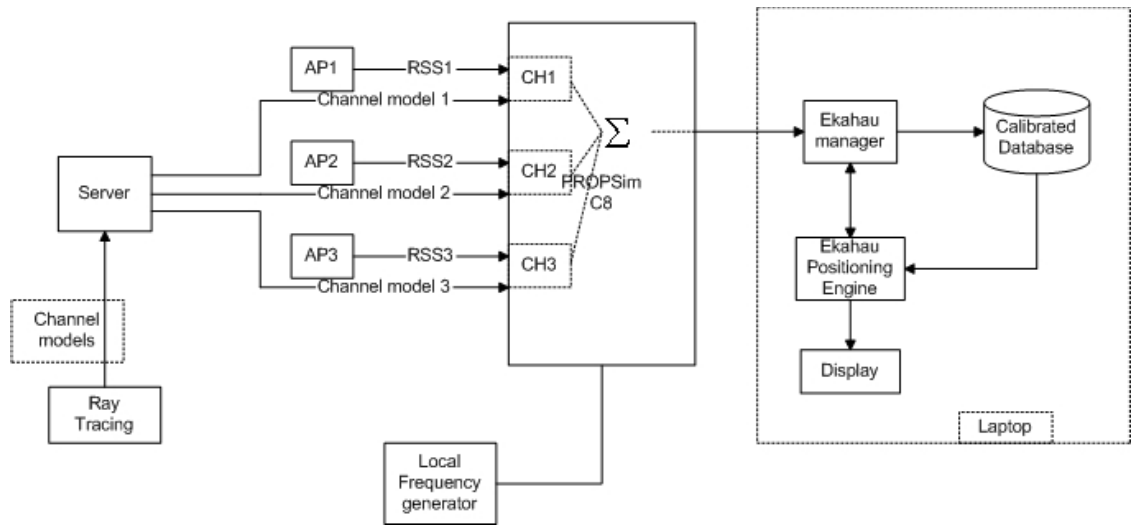 AP1
RSS1
CH1
Channel model 1
AP2
RSS2
CH2
Channel model 2
Server
AP3
RSS3
CH3
Channel model 3
Channel
models
Ray
Tracing
Σ
PROPSim
C8
Local
Frequency
generator
Ekahau
manager
Calibrated
Database
Ekahau
Positioning
Engine
Display
Laptop